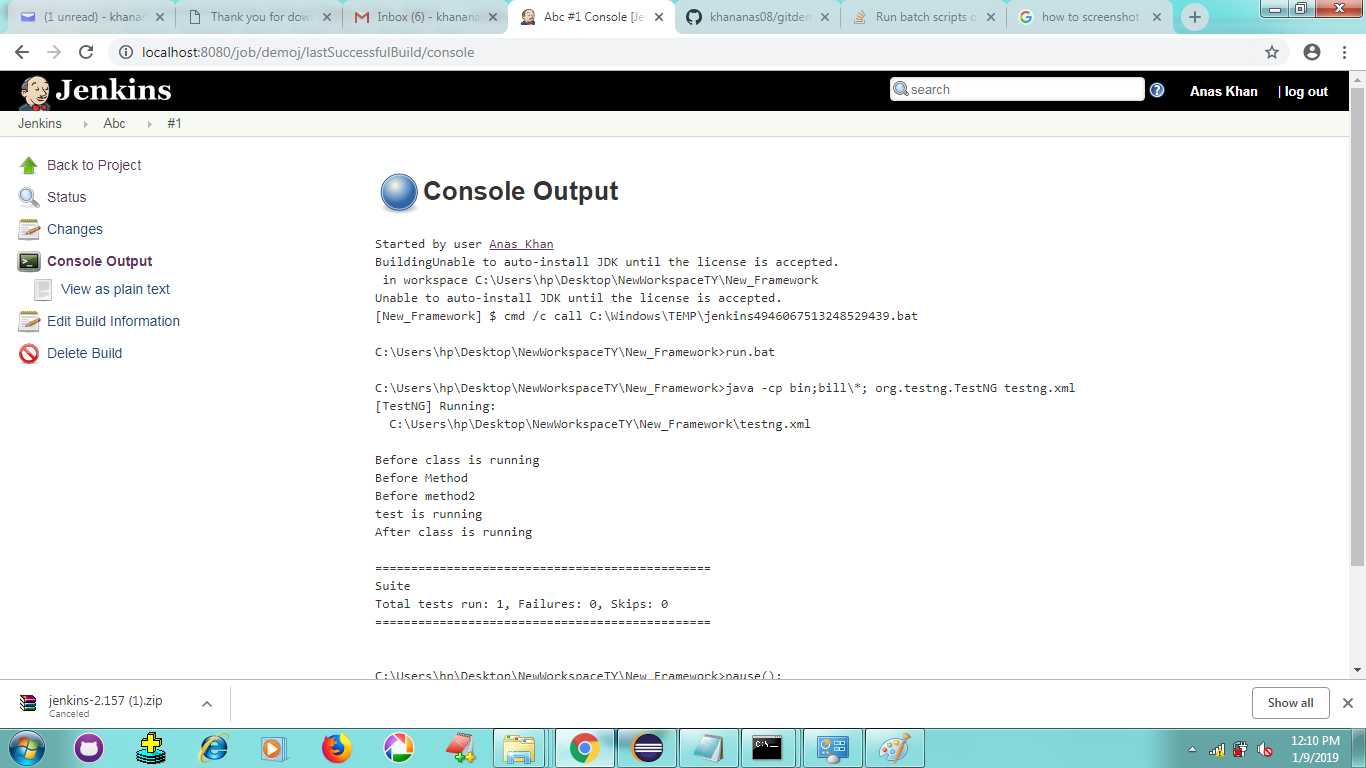 (1 unread) - khanan
Thank you for dow
Inbox (6) - khanana
Abc #1 Console [Je
khananas08/gitden
Run batch scripts o
how to screenshot
localhost:8080/job/demoj/lastSuccessfulBuild/console
Jenkins
search
Anas Khan
| log out
Jenkins
Abc
#1
Back to Project
Status
Changes
Console Output
View as plain text
Edit Build Information
Delete Build
Console Output
Started by user Anas Khan
BuildingUnable to auto-install JDK until the license is accepted.
in workspace C:\Users\hp\Desktop\NewWorkspaceTY\New_Framework
Unable to auto-install JDK until the license is accepted.
[New_Framework] $ cmd /c call C:\Windows\TEMP\jenkins4946067513248529439.bat
C:\Users\hp\Desktop\NewWorkspaceTY\New_Framework>run.bat
C:\Users\hp\Desktop\NewWorkspaceTY\New_Framework>java -cp bin;bill\*; org.testng.TestNG testng.xml
[TestNG] Running:
C:\Users\hp\Desktop\NewWorkspaceTY\New_Framework\testng.xml
Before class is running
Before Method
Before method2
test is running
After class is running
===============================================
Suite
Total tests run: 1, Failures: 0, Skips: 0
===============================================
C:\Users\hp\Desktop\NewWorkspaceTY\New_Framework>pause();
jenkins-2.157 (1).zip
Canceled
Show all
12:10 PM
1/9/2019